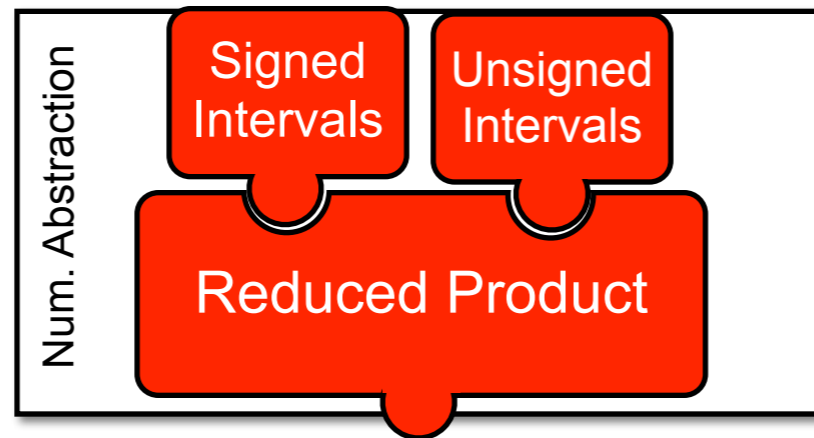 Num. Abstraction
Signed
Intervals
Unsigned
Intervals
Reduced Product